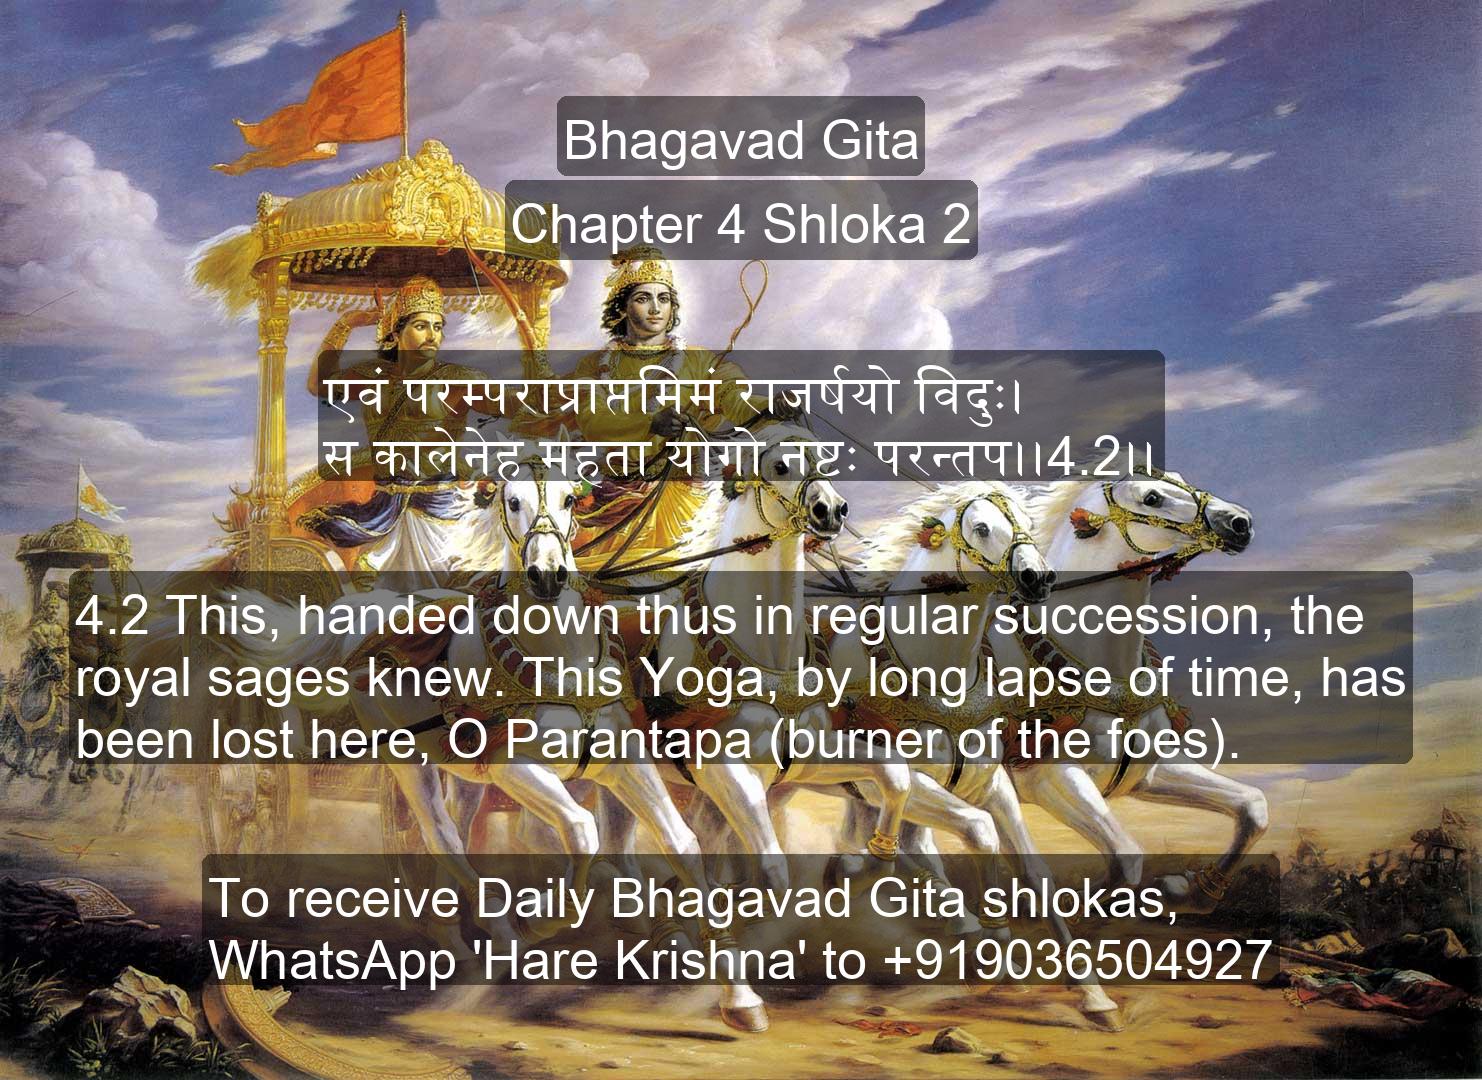 Bhagavad Gita
Chapter 4 Shloka 2
एवं परम्पराप्राप्तमिमं राजर्षयो विदुः।
स कालेनेह महता योगो नष्टः परन्तप।।4.2।।
4.2 This, handed down thus in regular succession, the
royal sages knew. This Yoga, by long lapse of time, has
been lost here, O Parantapa (burner of the foes).
To receive Daily Bhagavad Gita shlokas,
WhatsApp 'Hare Krishna' to +919036504927